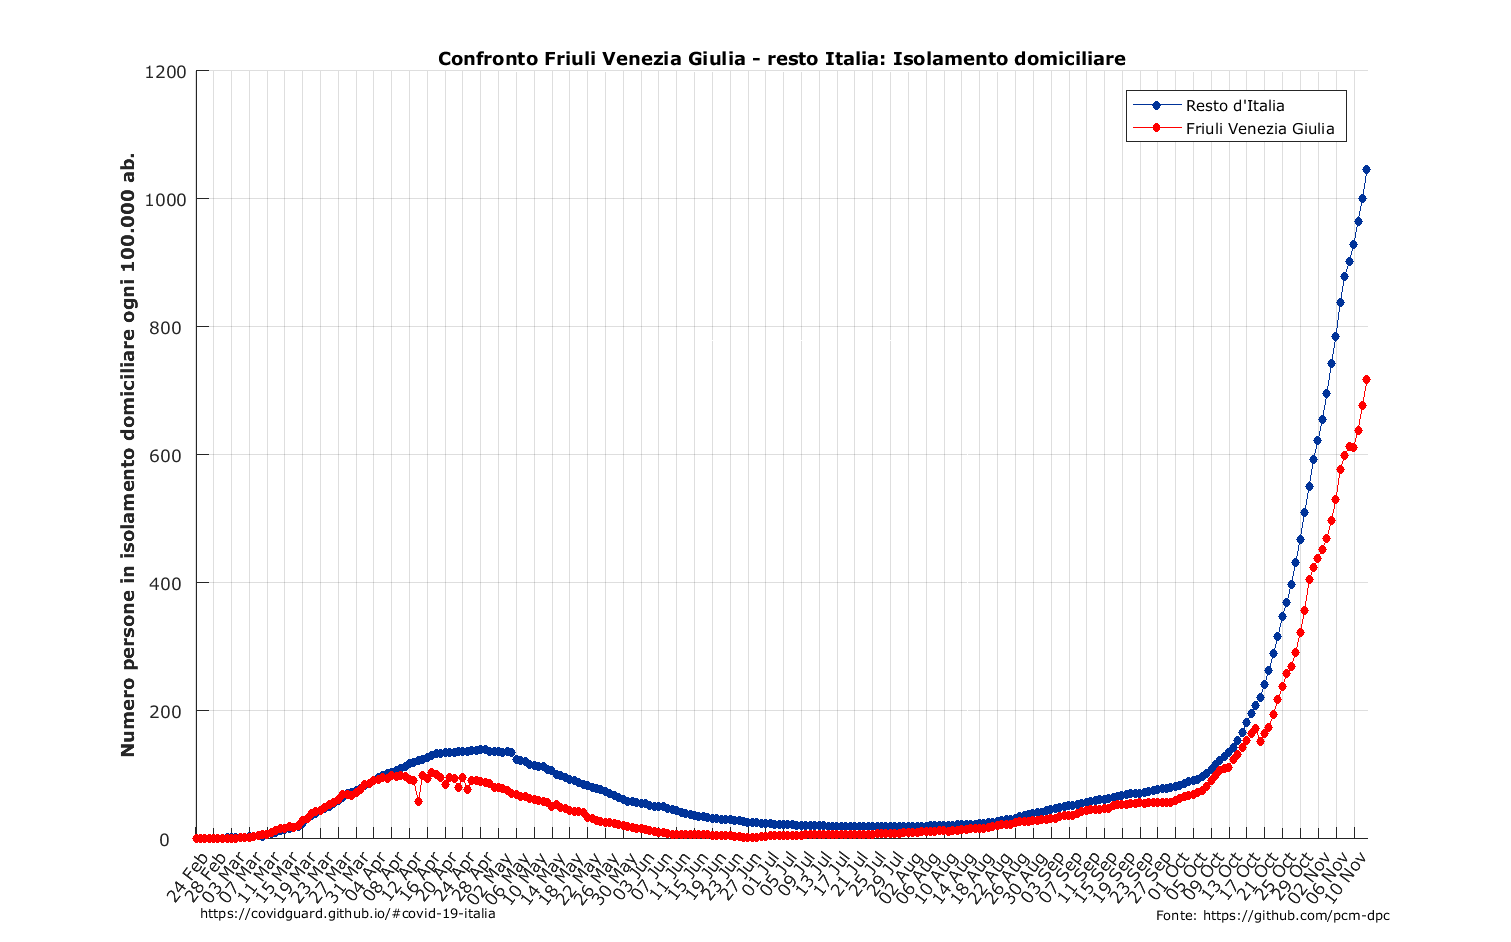 Confronto Friuli Venezia Giulia - resto Italia: Isolamento domiciliare
Numero persone in isolamento domiciliare ogni 100.000 ab.
1200
1000
800
600
400
200
0
Resto d'Italia
Friuli Venezia Giulia
24 Feb
28 Feb
03 Mar
07 Mar
11 Mar
15 Mar
19 Mar
23 Mar
27 Mar
31 Mar
04 Apr
08 Apr
12 Apr
16 Apr
20 Apr
24 Apr
28 Apr
02 May
06 May
10 May
14 May
18 May
22 May
26 May
30 May
03 Jun
07 Jun
11 Jun
15 Jun
19 Jun
23 Jun
27 Jun
01 Jul
05 Jul
09 Jul
13 Jul
17 Jul
21 Jul
25 Jul
29 Jul
02 Aug
06 Aug
10 Aug
14 Aug
18 Aug
22 Aug
26 Aug
30 Aug
03 Sep
07 Sep
11 Sep
15 Sep
19 Sep
23 Sep
27 Sep
01 Oct
05 Oct
09 Oct
13 Oct
17 Oct
21 Oct
25 Oct
29 Oct
02 Nov
06 Nov
10 Nov
https://covidguard.github.io/#covid-19-italia
Fonte: https://github.com/pcm-dpc